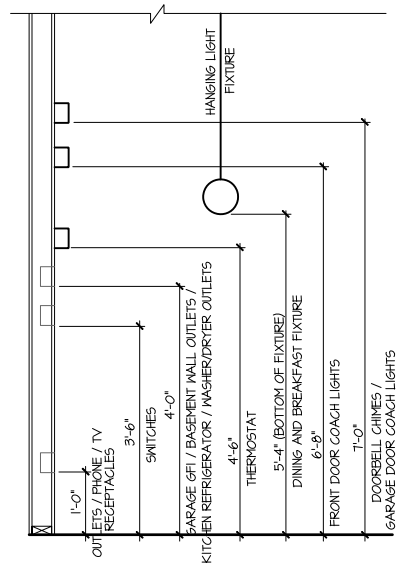 HANGING LIGHT
FIXTURE
1'-0"
OUTLETS / PHONE / TV
RECEPTACLES
3'-6"
SWITCHES
4'-0"
GARAGE GFI / BASEMENT WALL OUTLETS /
KITCHEN REFRIGERATOR / WASHER/DRYER OUTLETS
4'-6"
THERMOSTAT
5'-4" (BOTTOM OF FIXTURE)
DINING AND BREAKFAST FIXTURE
6'-8"
FRONT DOOR COACH LIGHTS
7'-0"
DOORBELL CHIMES /
GARAGE DOOR COACH LIGHTS